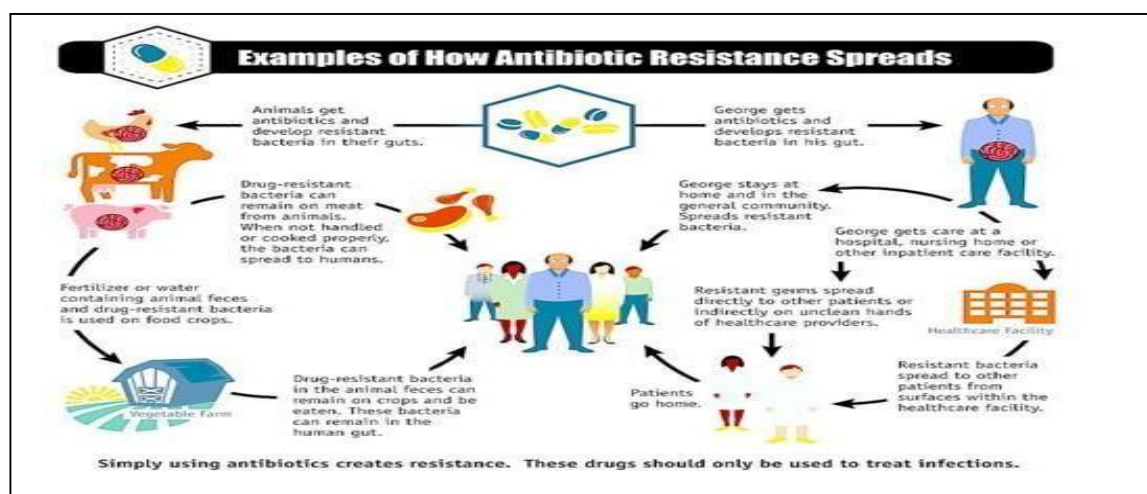 Examples of How Antibiotic Resistance Spreads
Animals get
antibiotics and
develop resistant
bacteria in their guts.
George gets
antibiotics and
develops resistant
bacteria in his gut.
Drug-resistant
bacteria can
remain on meat
from animals.
When not handled
or cooked properly,
the bacteria can
spread to humans.
George stays at
home and in the
general community.
Spreads resistant
bacteria.
George gets care at a
hospital, nursing home or
other inpatient care facility.
Fertilizer or water
containing animal feces
and drug-resistant bacteria
is used on food crops.
Resistant germs spread
directly to other patients or
indirectly on unclean hands
of healthcare providers.
Healthcare Facility
Vegetable Farm
Drug-resistant bacteria
in the animal feces can
remain on crops and be
eaten. These bacteria
can remain in the
human gut.
Patients
go home.
Resistant bacteria
spread to other
patients from
surfaces within the
healthcare facility.
Simply using antibiotics creates resistance. These drugs should only be used to treat infections.